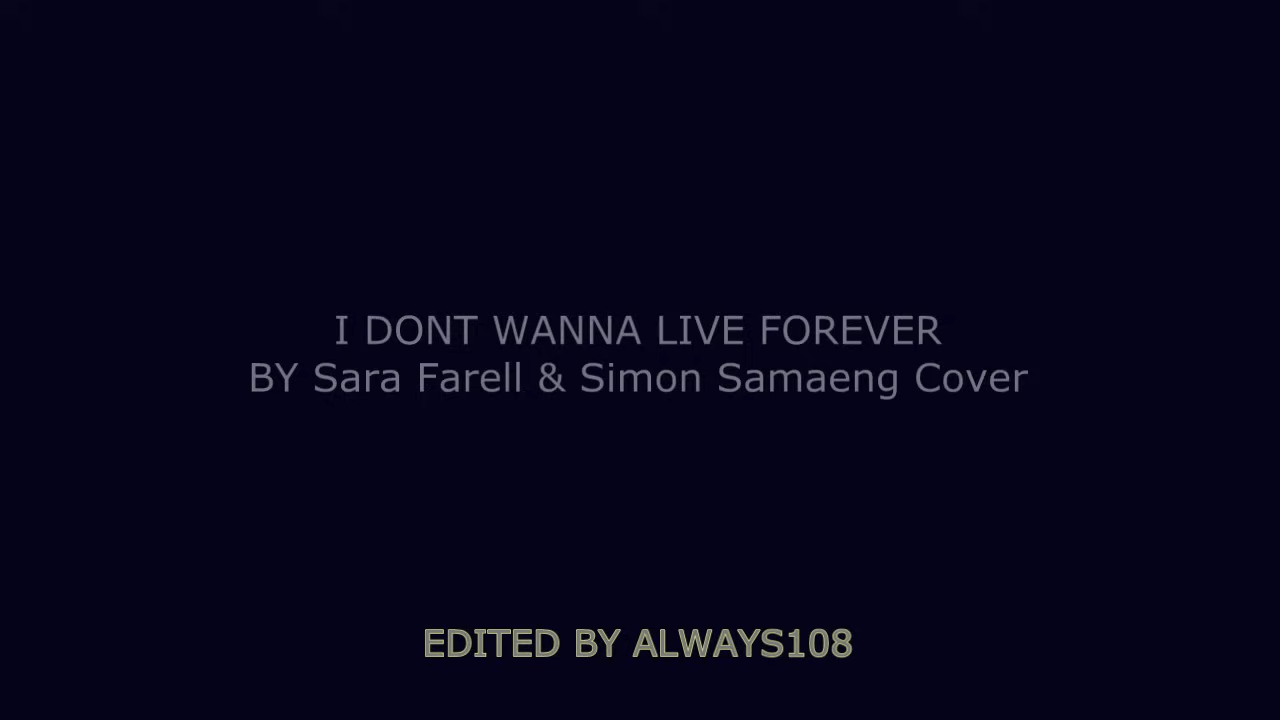 I DONT WANNA LIVE FOREVER
BY Sara Farell & Simon Samaeng Cover
EDITED BY ALWAYS108